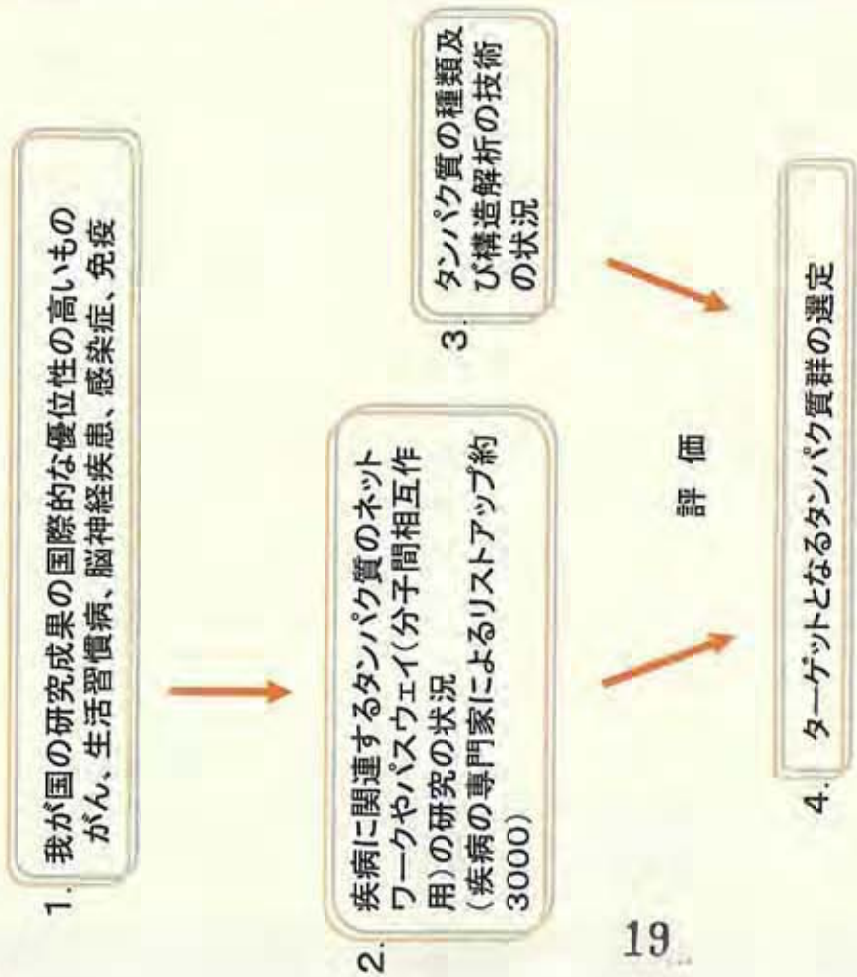 1. 我が国の研究成果の国際的な優位性の高いもの
がん、生活習慣病、脳神経疾患、感染症、免疫
2. 疾病に関連するタンパク質のネット
ワークやパスウェイ(分子間相互作
用)の研究の状況
(疾病の専門家によるリストアップ約
3000)
3. タンパク質の種類及
び構造解析の技術
の状況
評 価
4. ターゲットとなるタンパク質群の選定
19